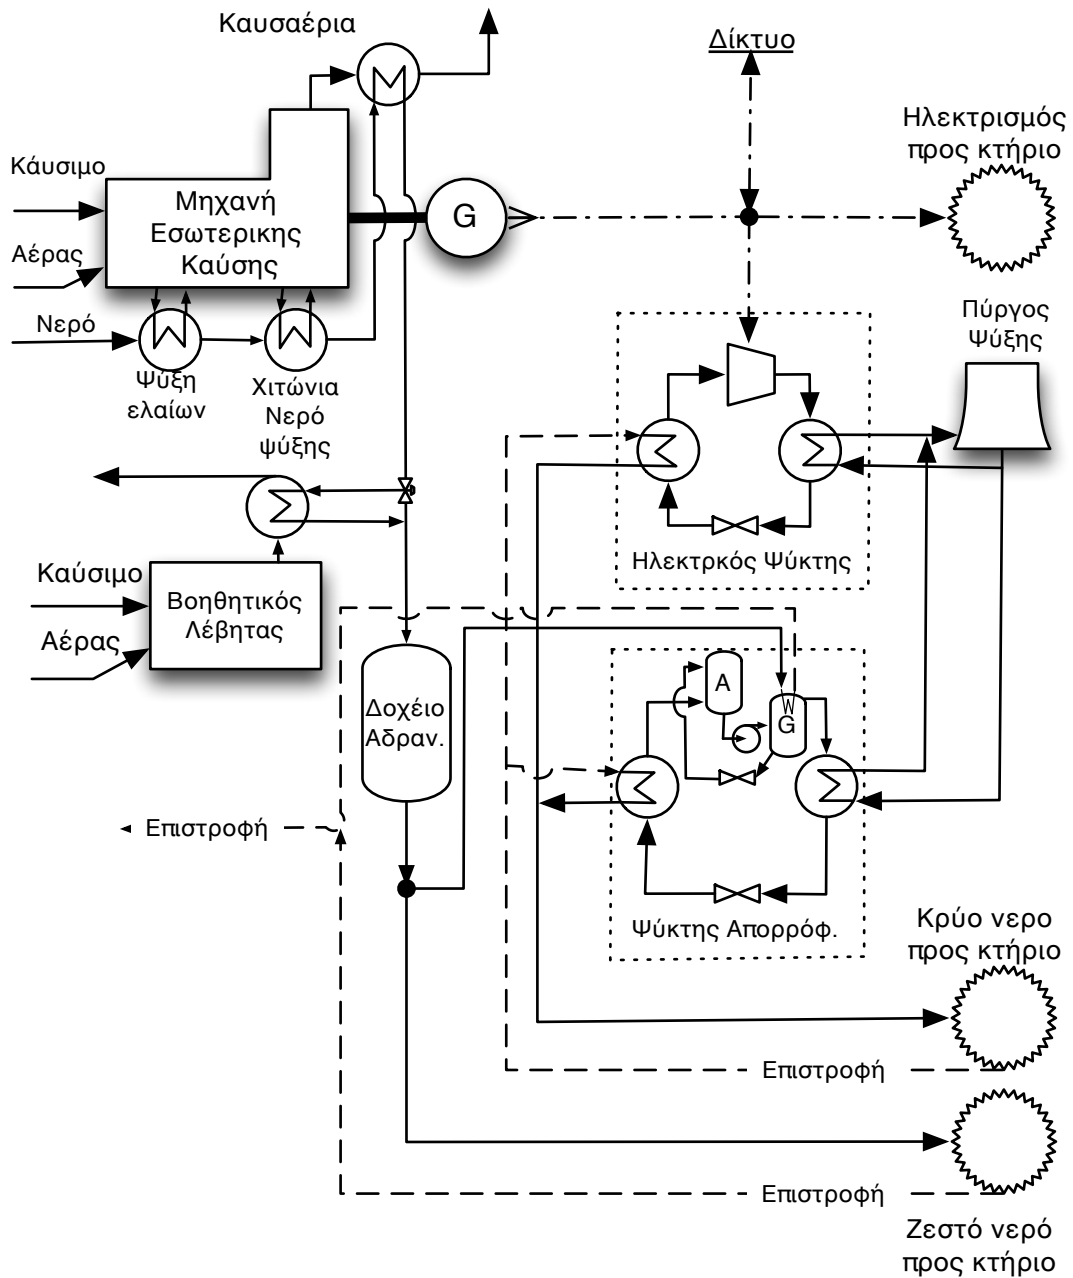 Καυσαέρια
Δίκτυο
Ηλεκτρισμός
προς κτήριο
Κάυσιμο
Μηχανή
Εσωτερικης
Καύσης
G
Αέρας
Νερό
Ψύξη
ελαίων
Χιτώνια
Νερό
ψύξης
Πύργος
Ψύξης
Ηλεκτρκός Ψύκτης
Καύσιμο
Βοηθητικός
Λέβητας
Αέρας
Δοχέιο
Αδραν.
A
G
Επιστροφή
Ψύκτης Απορρόφ.
Κρύο νερο
προς κτήριο
Επιστροφή
Επιστροφή
Ζεστό νερό
προς κτήριο